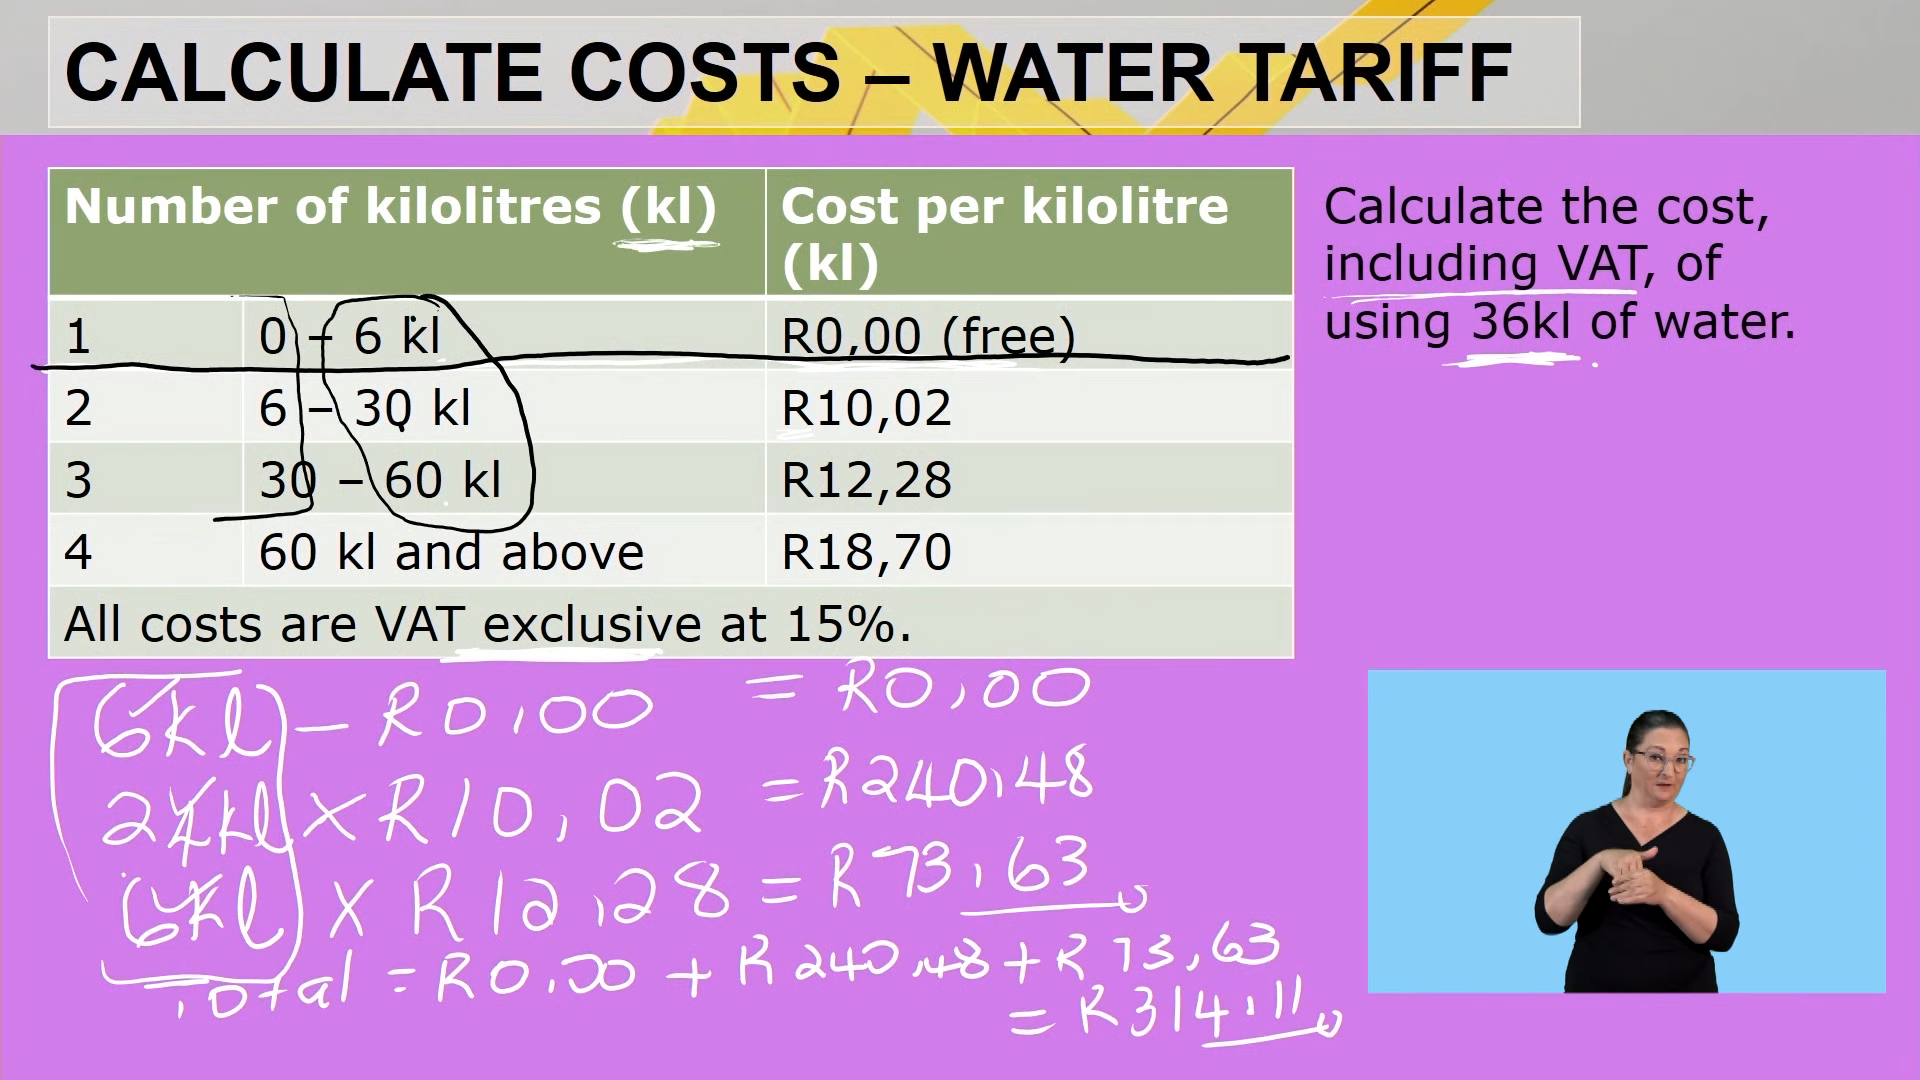 CALCULATE COSTS – WATER TARIFF
Number of kilolitres (kl) Cost per kilolitre (kl)
1 0 – 6 kl R0,00 (free)
2 6 – 30 kl R10,02
3 30 – 60 kl R12,28
4 60 kl and above R18,70
All costs are VAT exclusive at 15%.
Calculate the cost,
including VAT, of
using 36kl of water.
6kl – R0,00 = R0,00
24kl × R10,02 = R240,48
6kl × R12,28 = R73,63
Total = R0,00 + R240,48 + R73,63
= R314,11